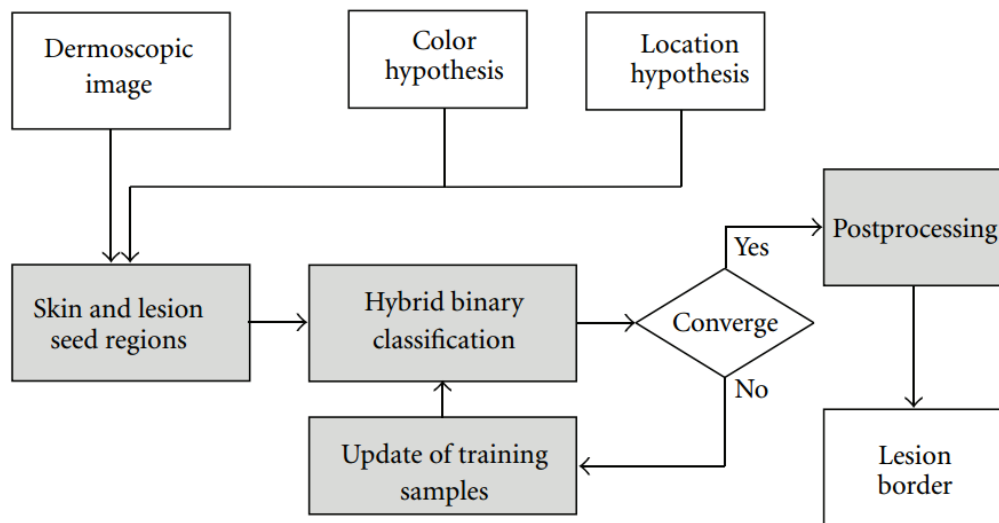 Dermoscopic
image
Color
hypothesis
Location
hypothesis
Skin and lesion
seed regions
Hybrid binary
classification
Converge
Yes
No
Postprocessing
Update of training
samples
Lesion
border